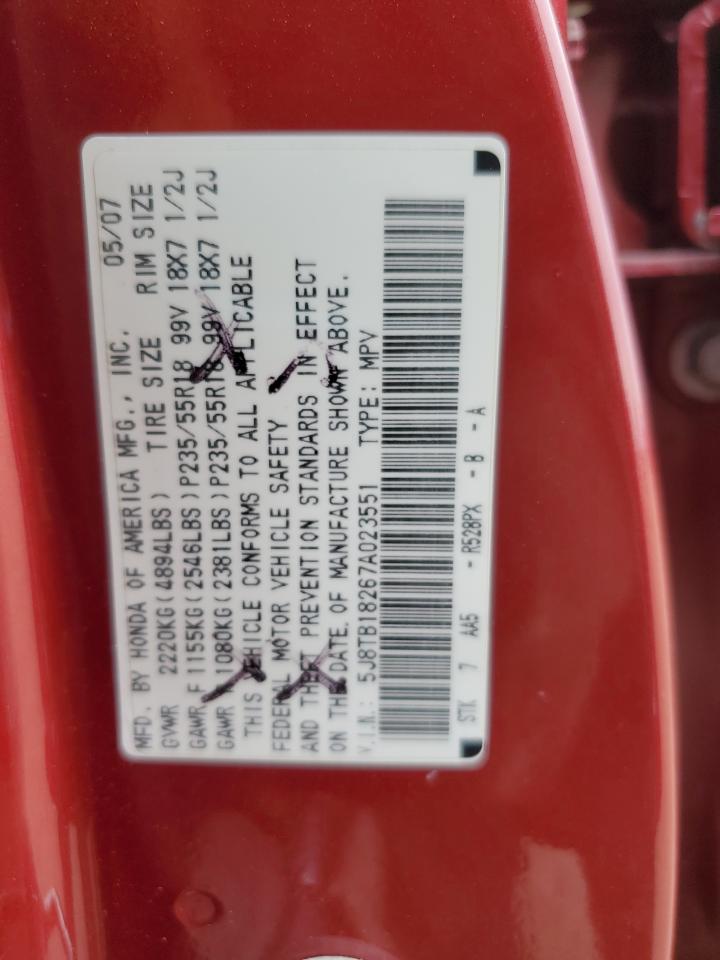 MFD. BY HONDA OF AMERICA MFG., INC. 05/07
GVWR 2220KG(4894LBS) TIRE SIZE RIM SIZE
GAWR F 1155KG(2546LBS)P235/55R18 99V 18X7 1/2J
GAWR R 1080KG(2381LBS)P235/55R18 99V 18X7 1/2J
THIS VEHICLE CONFORMS TO ALL APPLICABLE
FEDERAL MOTOR VEHICLE SAFETY
AND THEFT PREVENTION STANDARDS IN EFFECT
ON THE DATE OF MANUFACTURE SHOWN ABOVE.
V.I.N.: 5J8TB18267A023551 TYPE: MPV
STK 7 AA5 - R528PX - B - A